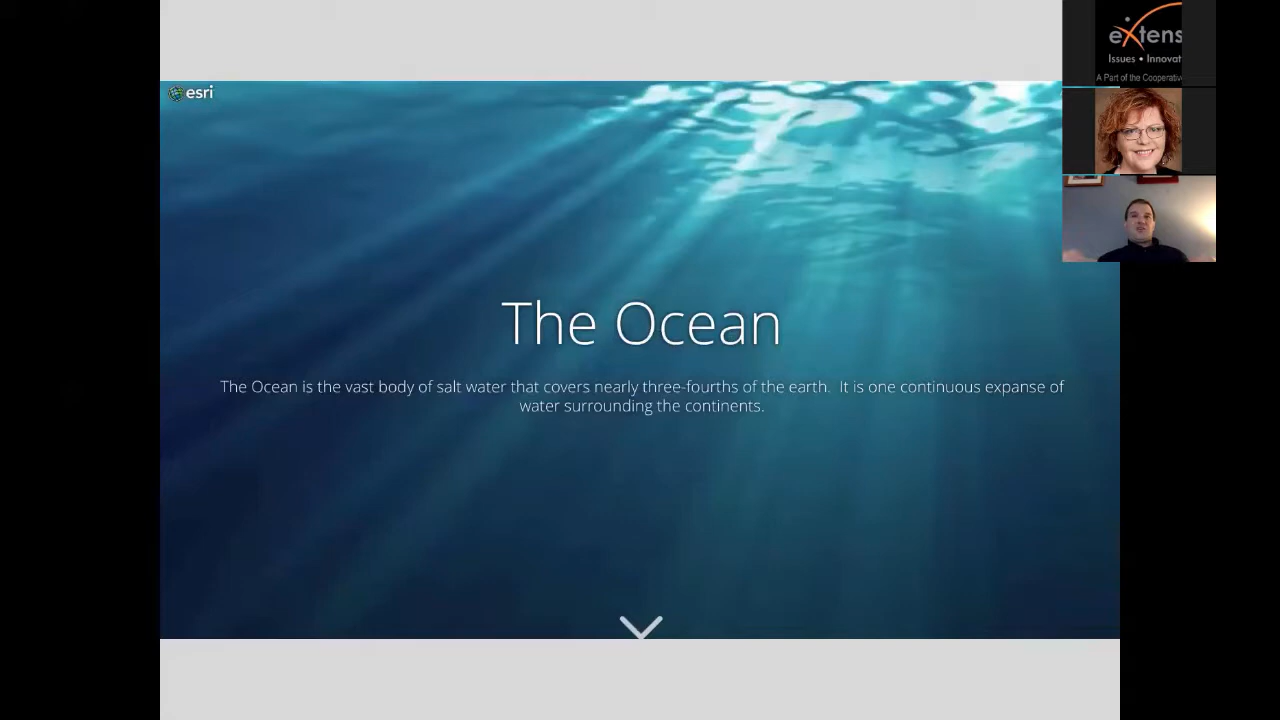 esri
The Ocean
The Ocean is the vast body of salt water that covers nearly three-fourths of the earth. It is one continuous expanse of
water surrounding the continents.
eXtens
Issues • Innovat
A Part of the Cooperativ